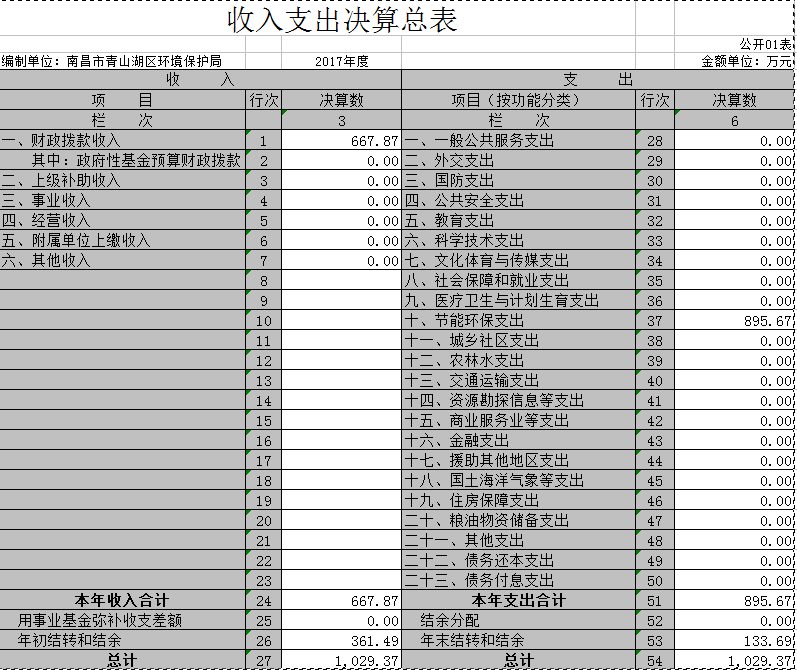 收入支出决算总表
公开01表
编制单位：南昌市青山湖区环境保护局 2017年度 金额单位：万元
收 入 支 出
项 目 行次 决算数 项目（按功能分类） 行次 决算数
栏 次 3 栏 次 6
一、财政拨款收入 1 667.87 一、一般公共服务支出 28 0.00
其中：政府性基金预算财政拨款 2 0.00 二、外交支出 29 0.00
二、上级补助收入 3 0.00 三、国防支出 30 0.00
三、事业收入 4 0.00 四、公共安全支出 31 0.00
四、经营收入 5 0.00 五、教育支出 32 0.00
五、附属单位上缴收入 6 0.00 六、科学技术支出 33 0.00
六、其他收入 7 0.00 七、文化体育与传媒支出 34 0.00
8 八、社会保障和就业支出 35 0.00
9 九、医疗卫生与计划生育支出 36 0.00
10 十、节能环保支出 37 895.67
11 十一、城乡社区支出 38 0.00
12 十二、农林水支出 39 0.00
13 十三、交通运输支出 40 0.00
14 十四、资源勘探信息等支出 41 0.00
15 十五、商业服务业等支出 42 0.00
16 十六、金融支出 43 0.00
17 十七、援助其他地区支出 44 0.00
18 十八、国土海洋气象等支出 45 0.00
19 十九、住房保障支出 46 0.00
20 二十、粮油物资储备支出 47 0.00
21 二十一、其他支出 48 0.00
22 二十二、债务还本支出 49 0.00
23 二十三、债务付息支出 50 0.00
本年收入合计 24 667.87 本年支出合计 51 895.67
用事业基金弥补收支差额 25 0.00 结余分配 52 0.00
年初结转和结余 26 361.49 年末结转和结余 53 133.69
总计 27 1,029.37 总计 54 1,029.37